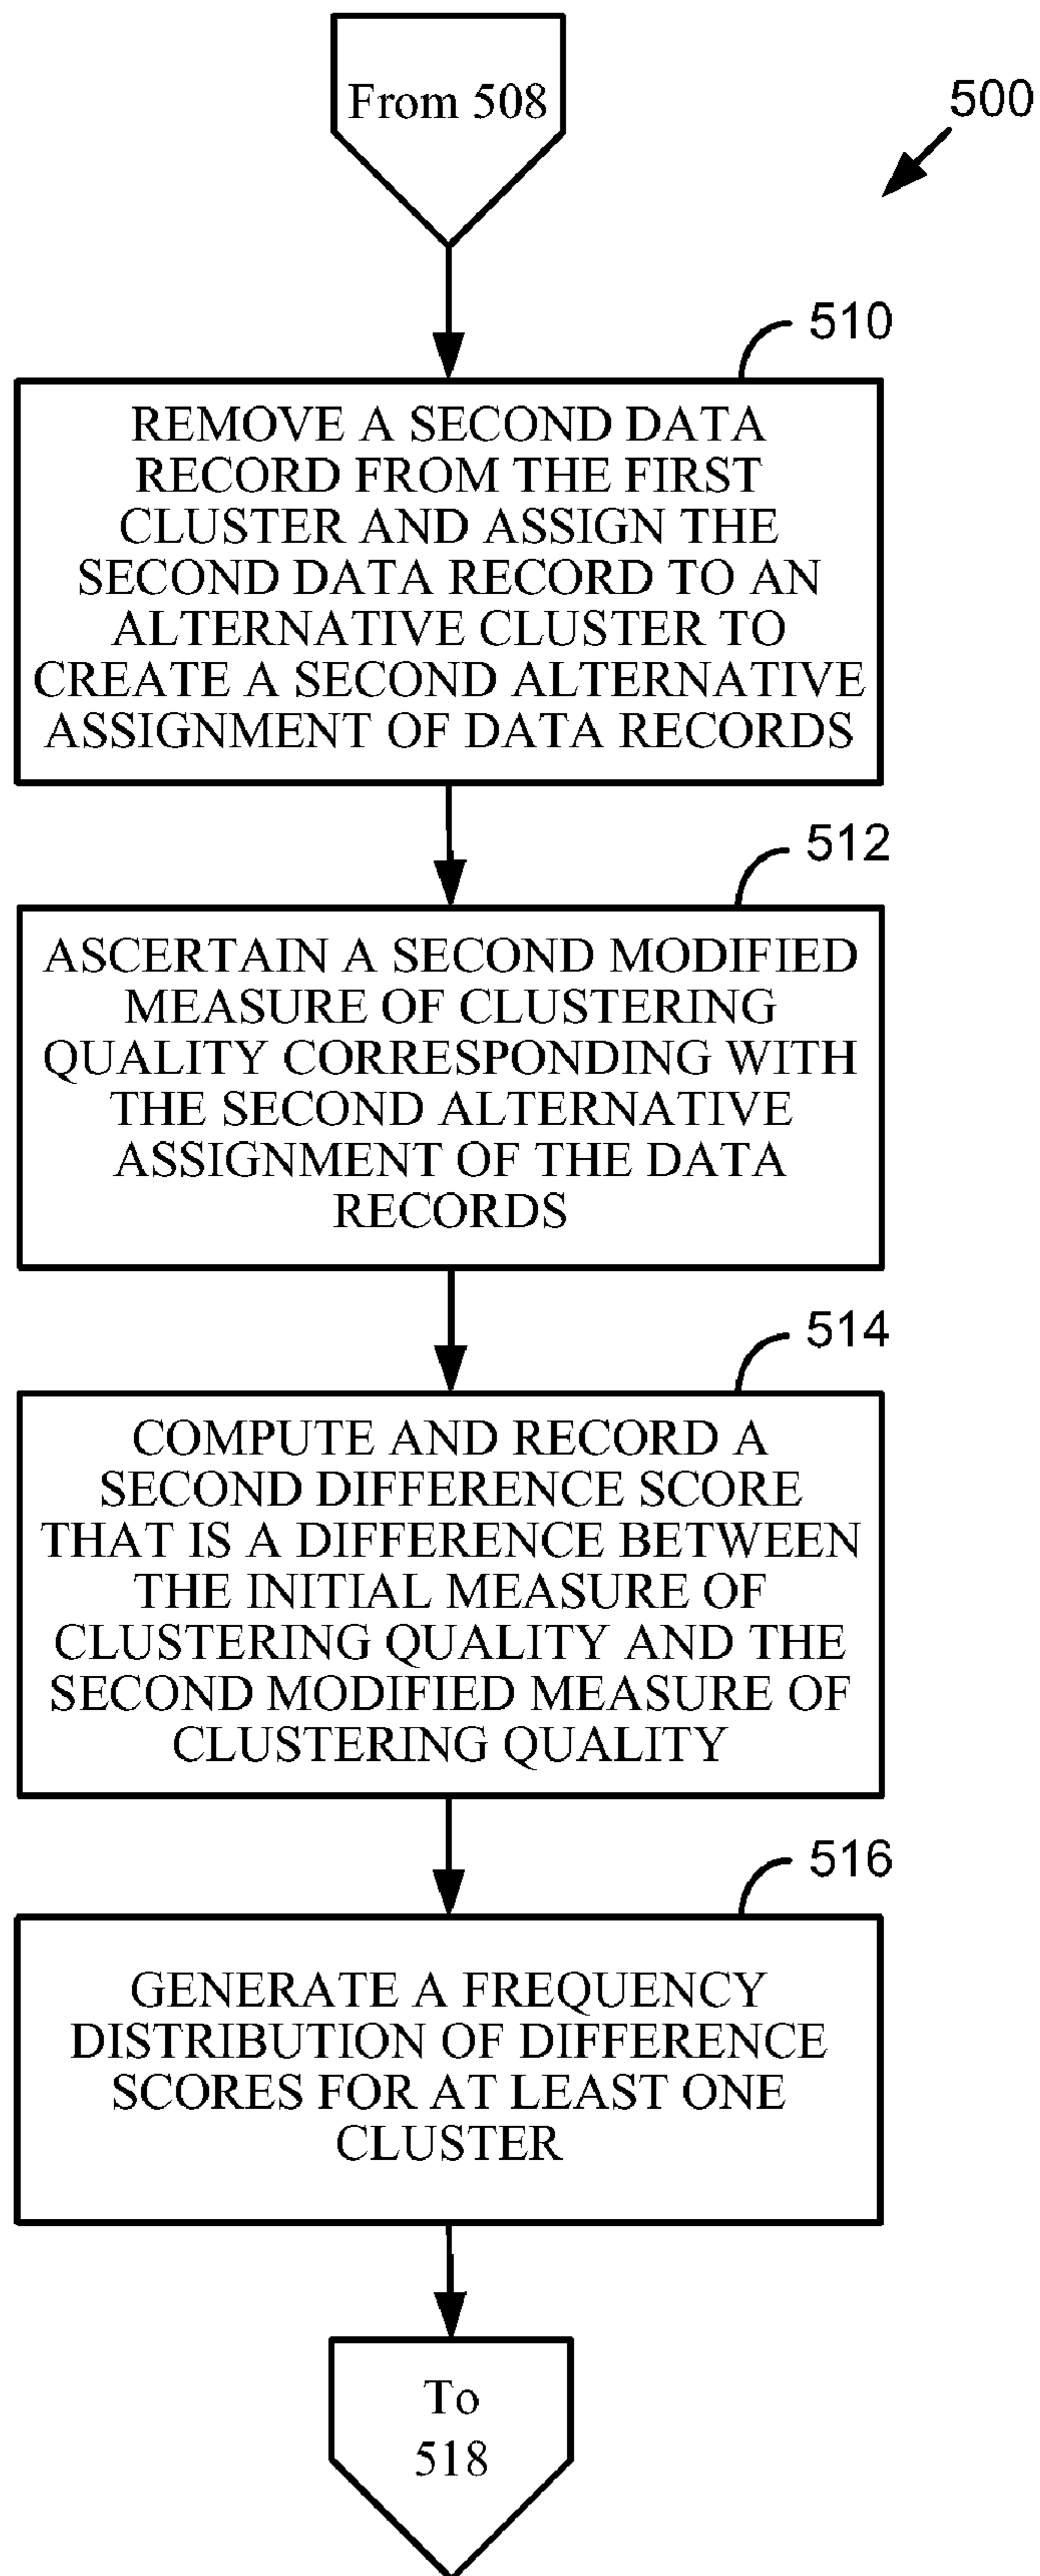 From 508
500
510
REMOVE A SECOND DATA
RECORD FROM THE FIRST
CLUSTER AND ASSIGN THE
SECOND DATA RECORD TO AN
ALTERNATIVE CLUSTER TO
CREATE A SECOND ALTERNATIVE
ASSIGNMENT OF DATA RECORDS
512
ASCERTAIN A SECOND MODIFIED
MEASURE OF CLUSTERING
QUALITY CORRESPONDING WITH
THE SECOND ALTERNATIVE
ASSIGNMENT OF THE DATA
RECORDS
514
COMPUTE AND RECORD A
SECOND DIFFERENCE SCORE
THAT IS A DIFFERENCE BETWEEN
THE INITIAL MEASURE OF
CLUSTERING QUALITY AND THE
SECOND MODIFIED MEASURE OF
CLUSTERING QUALITY
516
GENERATE A FREQUENCY
DISTRIBUTION OF DIFFERENCE
SCORES FOR AT LEAST ONE
CLUSTER
To
518